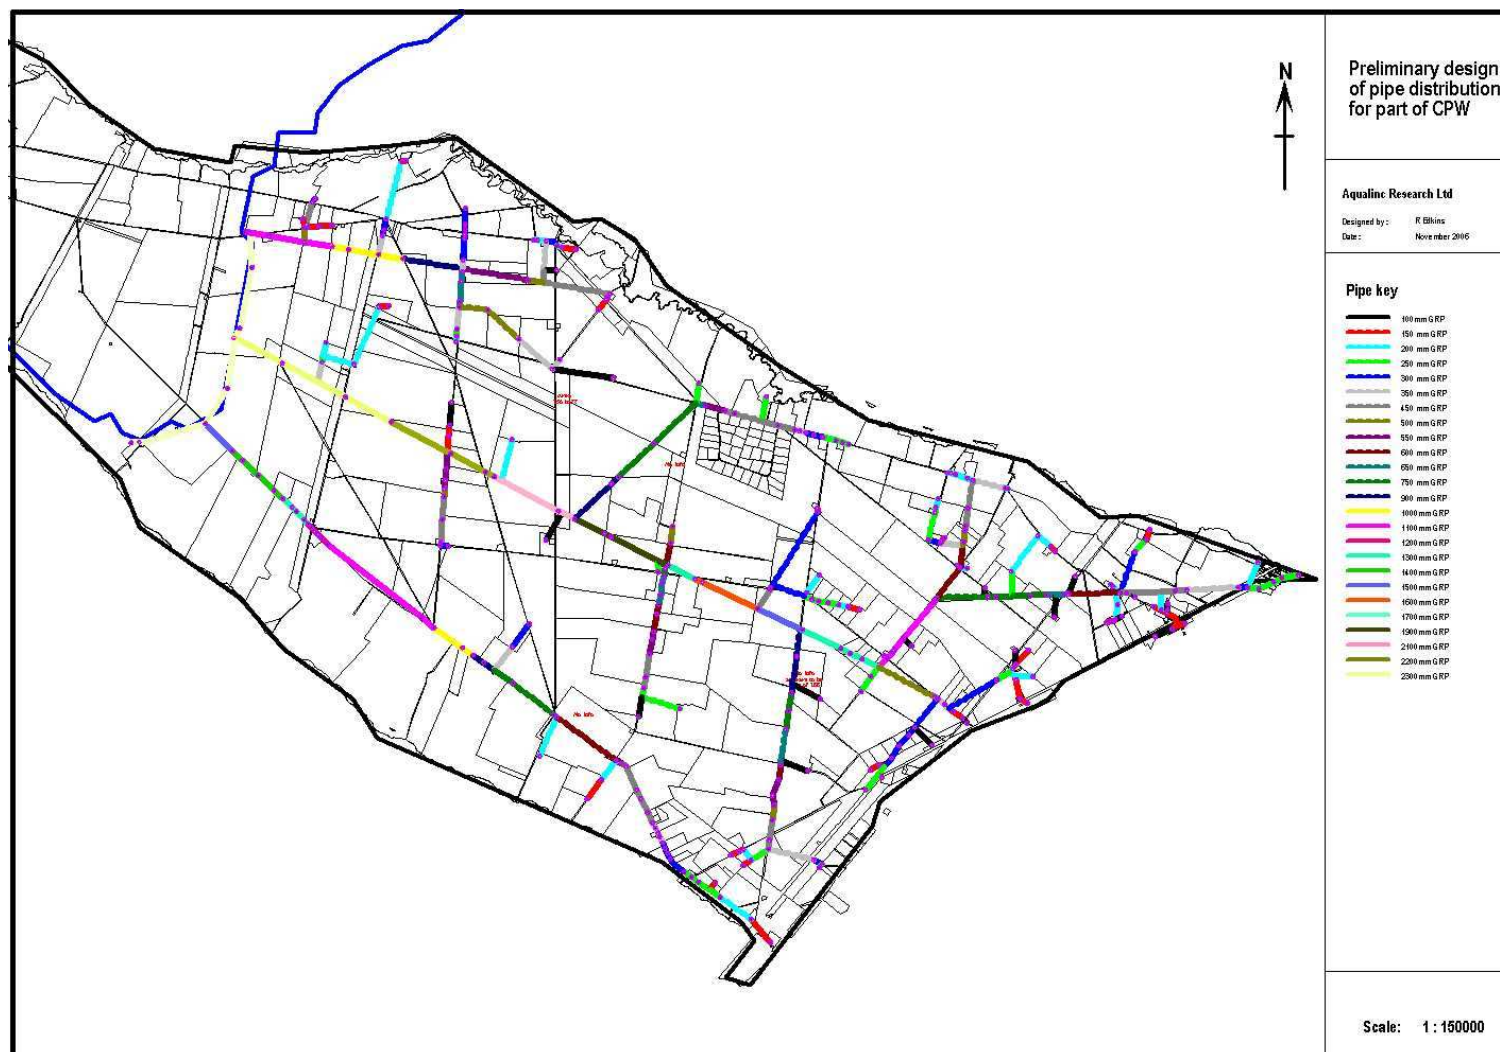 N
Preliminary design
of pipe distribution
for part of CPW
Aqualinc Research Ltd
Designed by: R Elkins
Date: November 2006
Pipe key
100 mm GRP
150 mm GRP
200 mm GRP
250 mm GRP
300 mm GRP
350 mm GRP
450 mm GRP
500 mm GRP
550 mm GRP
600 mm GRP
650 mm GRP
750 mm GRP
900 mm GRP
1000 mm GRP
1100 mm GRP
1200 mm GRP
1300 mm GRP
1400 mm GRP
1500 mm GRP
1600 mm GRP
1700 mm GRP
1900 mm GRP
2100 mm GRP
2200 mm GRP
2300 mm GRP
No Info
No Info
Scale: 1 : 150000